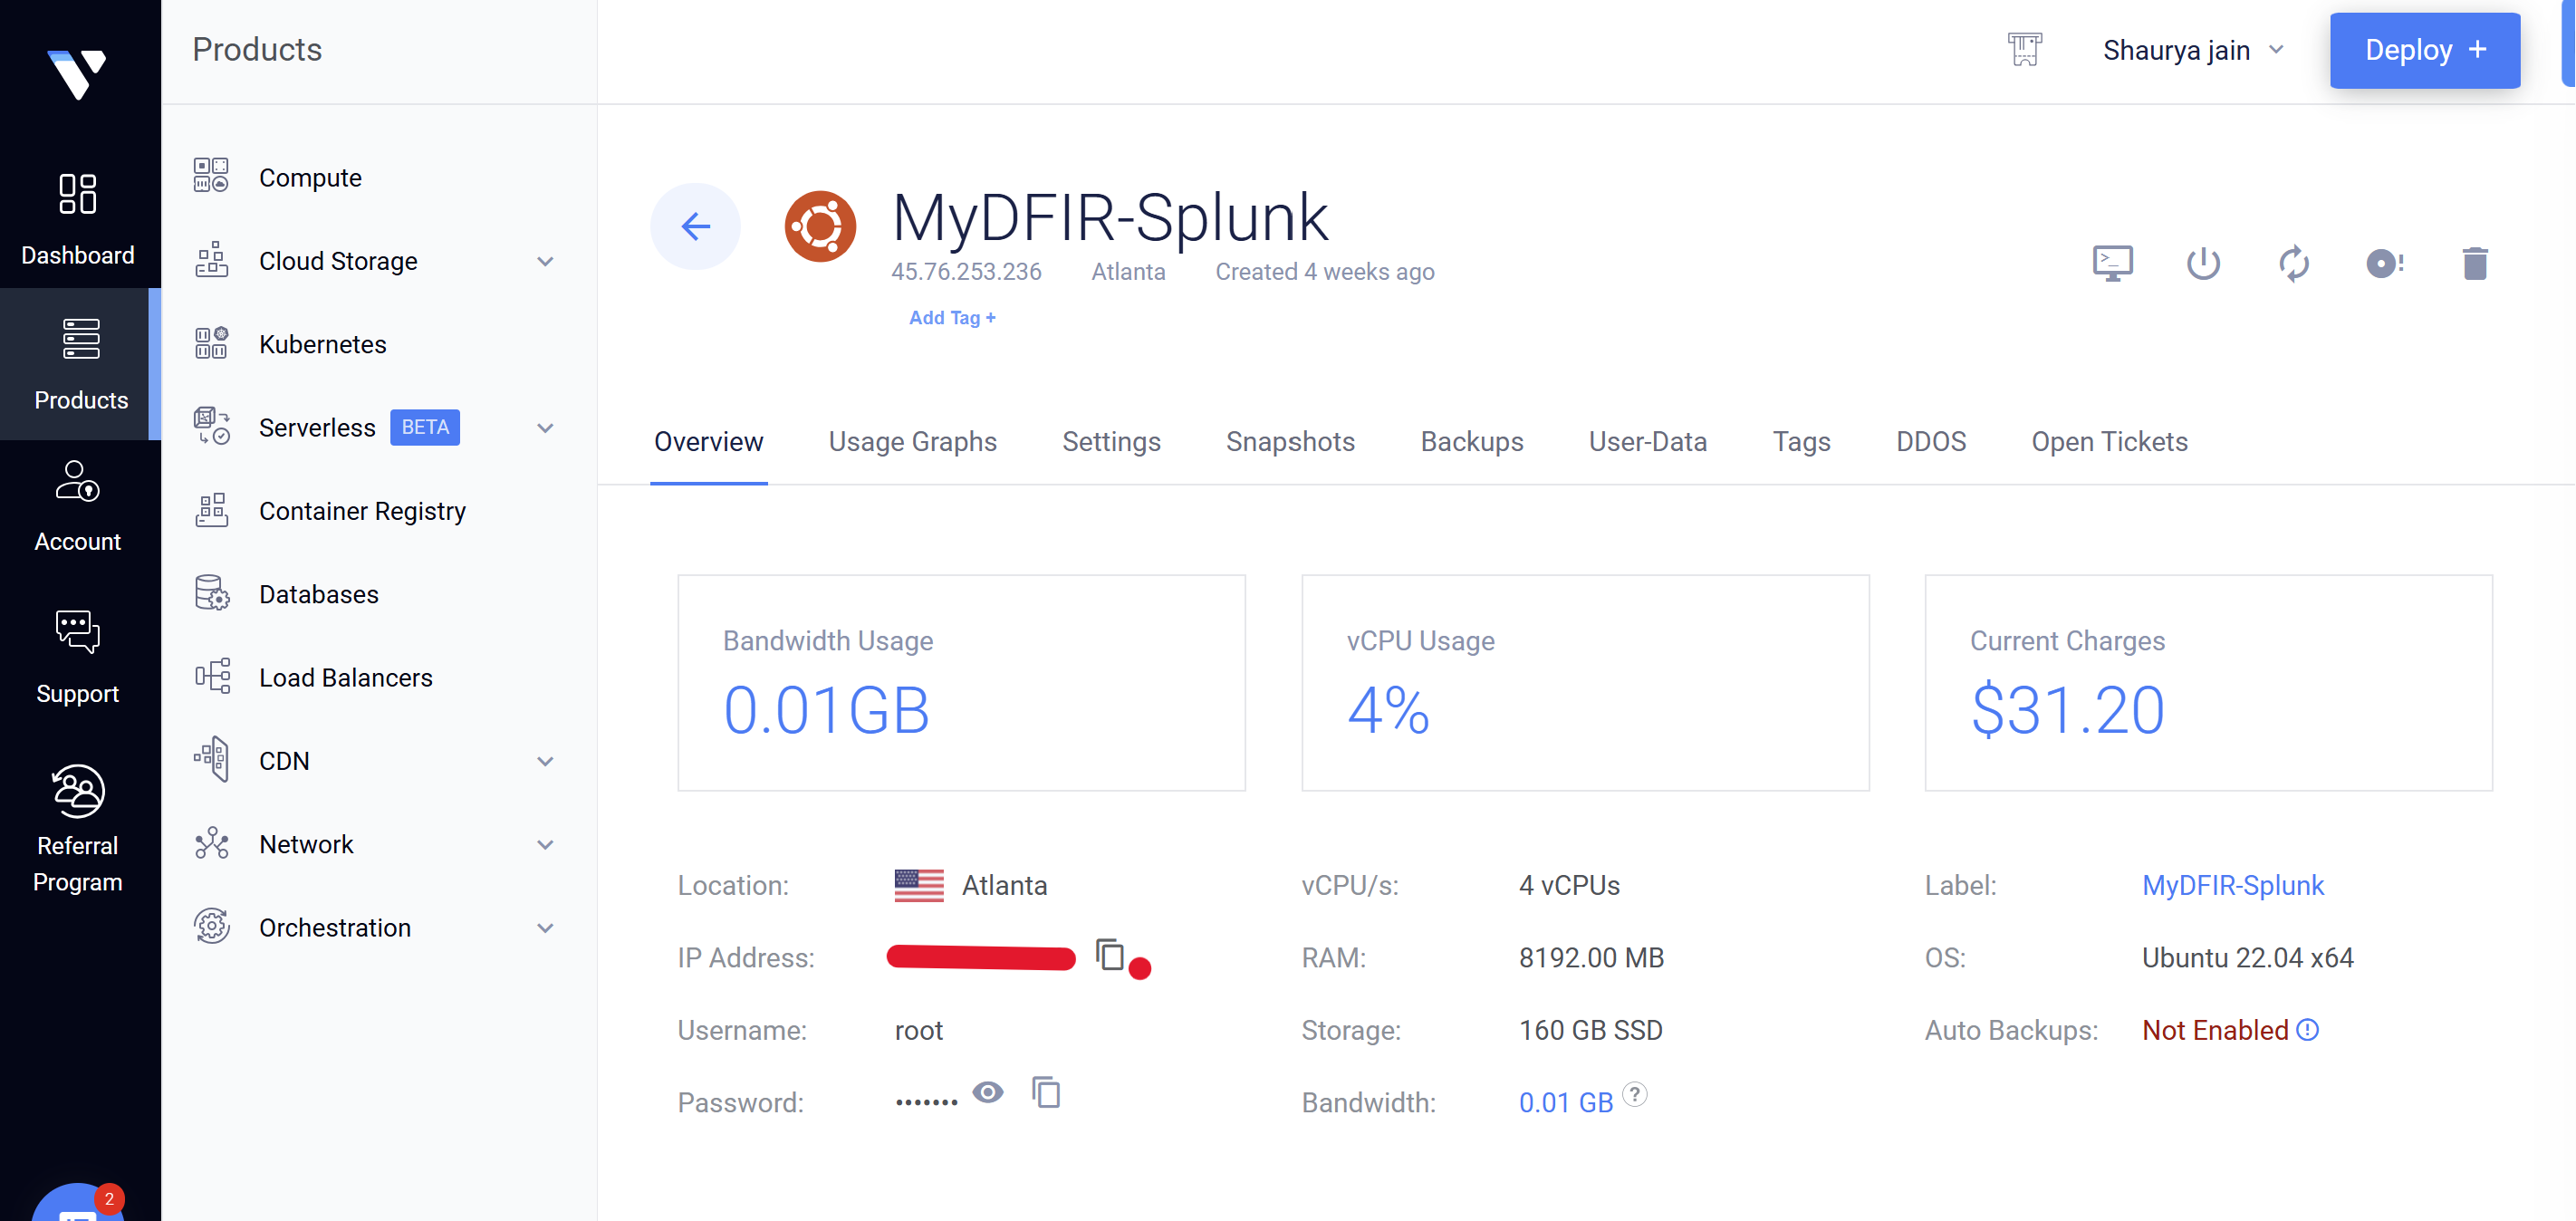 Products
Shaurya jain
Deploy +
Dashboard
Products
Account
Support
Referral
Program
2
Compute
Cloud Storage
Kubernetes
Serverless BETA
Container Registry
Databases
Load Balancers
CDN
Network
Orchestration
MyDFIR-Splunk
45.76.253.236 Atlanta Created 4 weeks ago
Add Tag +
Overview Usage Graphs Settings Snapshots Backups User-Data Tags DDOS Open Tickets
Bandwidth Usage
0.01GB
vCPU Usage
4%
Current Charges
$31.20
Location: Atlanta
IP Address:
Username: root
Password: •••••••
vCPU/s: 4 vCPUs
RAM: 8192.00 MB
Storage: 160 GB SSD
Bandwidth: 0.01 GB ?
Label: MyDFIR-Splunk
OS: Ubuntu 22.04 x64
Auto Backups: Not Enabled